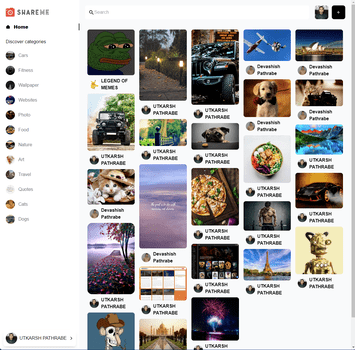 SHAREME
Search
Home
Discover categories
Cars
Fitness
Wallpaper
Websites
Photo
Food
Nature
Art
Travel
Quotes
Cats
Dogs
UTKARSH PATHRABE
LEGEND OF
MEMES
UTKARSH
PATHRABE
Devashish
Pathrabe
UTKARSH
PATHRABE
UTKARSH
PATHRABE
UTKARSH
PATHRABE
Devashish
Pathrabe
UTKARSH
PATHRABE
UTKARSH
PATHRABE
UTKARSH
PATHRABE
UTKARSH
PATHRABE
UTKARSH
PATHRABE
Devashish
Pathrabe
Devashish
Pathrabe
UTKARSH
PATHRABE
UTKARSH
PATHRABE
UTKARSH
PATHRABE
Devashish
Pathrabe
Devashish
Pathrabe
UTKARSH
PATHRABE
UTKARSH
PATHRABE
UTKARSH
PATHRABE